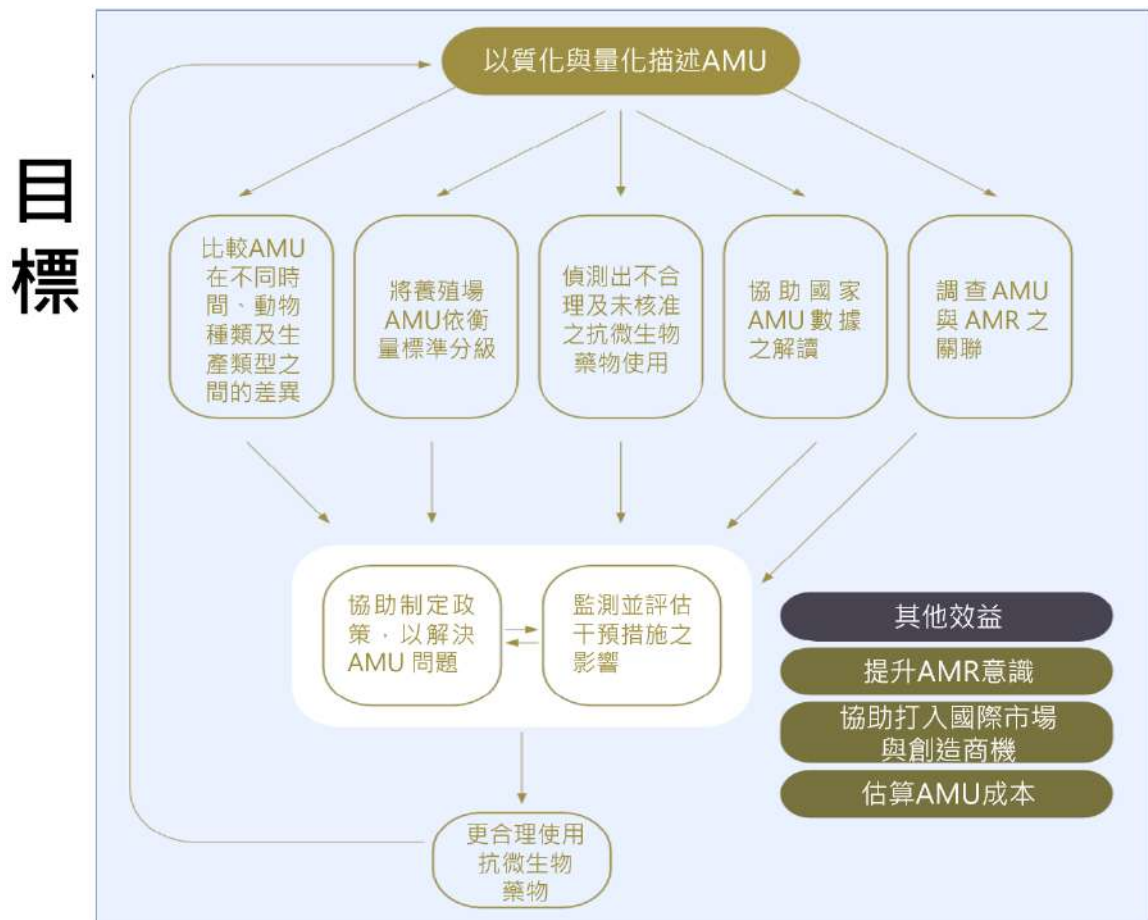 目
標
以質化與量化描述AMU
比較AMU
在不同時
間、動物
種類及生
產類型之
間的差異
將養殖場
AMU依衡
量標準分級
偵測出不合
理及未核准
之抗微生物
藥物使用
協助國家
AMU數據
之解讀
調查AMU
與AMR之
關聯
協助制定政
策，以解決
AMU問題
監測並評估
干預措施之
影響
更合理使用
抗微生物
藥物
其他效益
提升AMR意識
協助打入國際市場
與創造商機
估算AMU成本